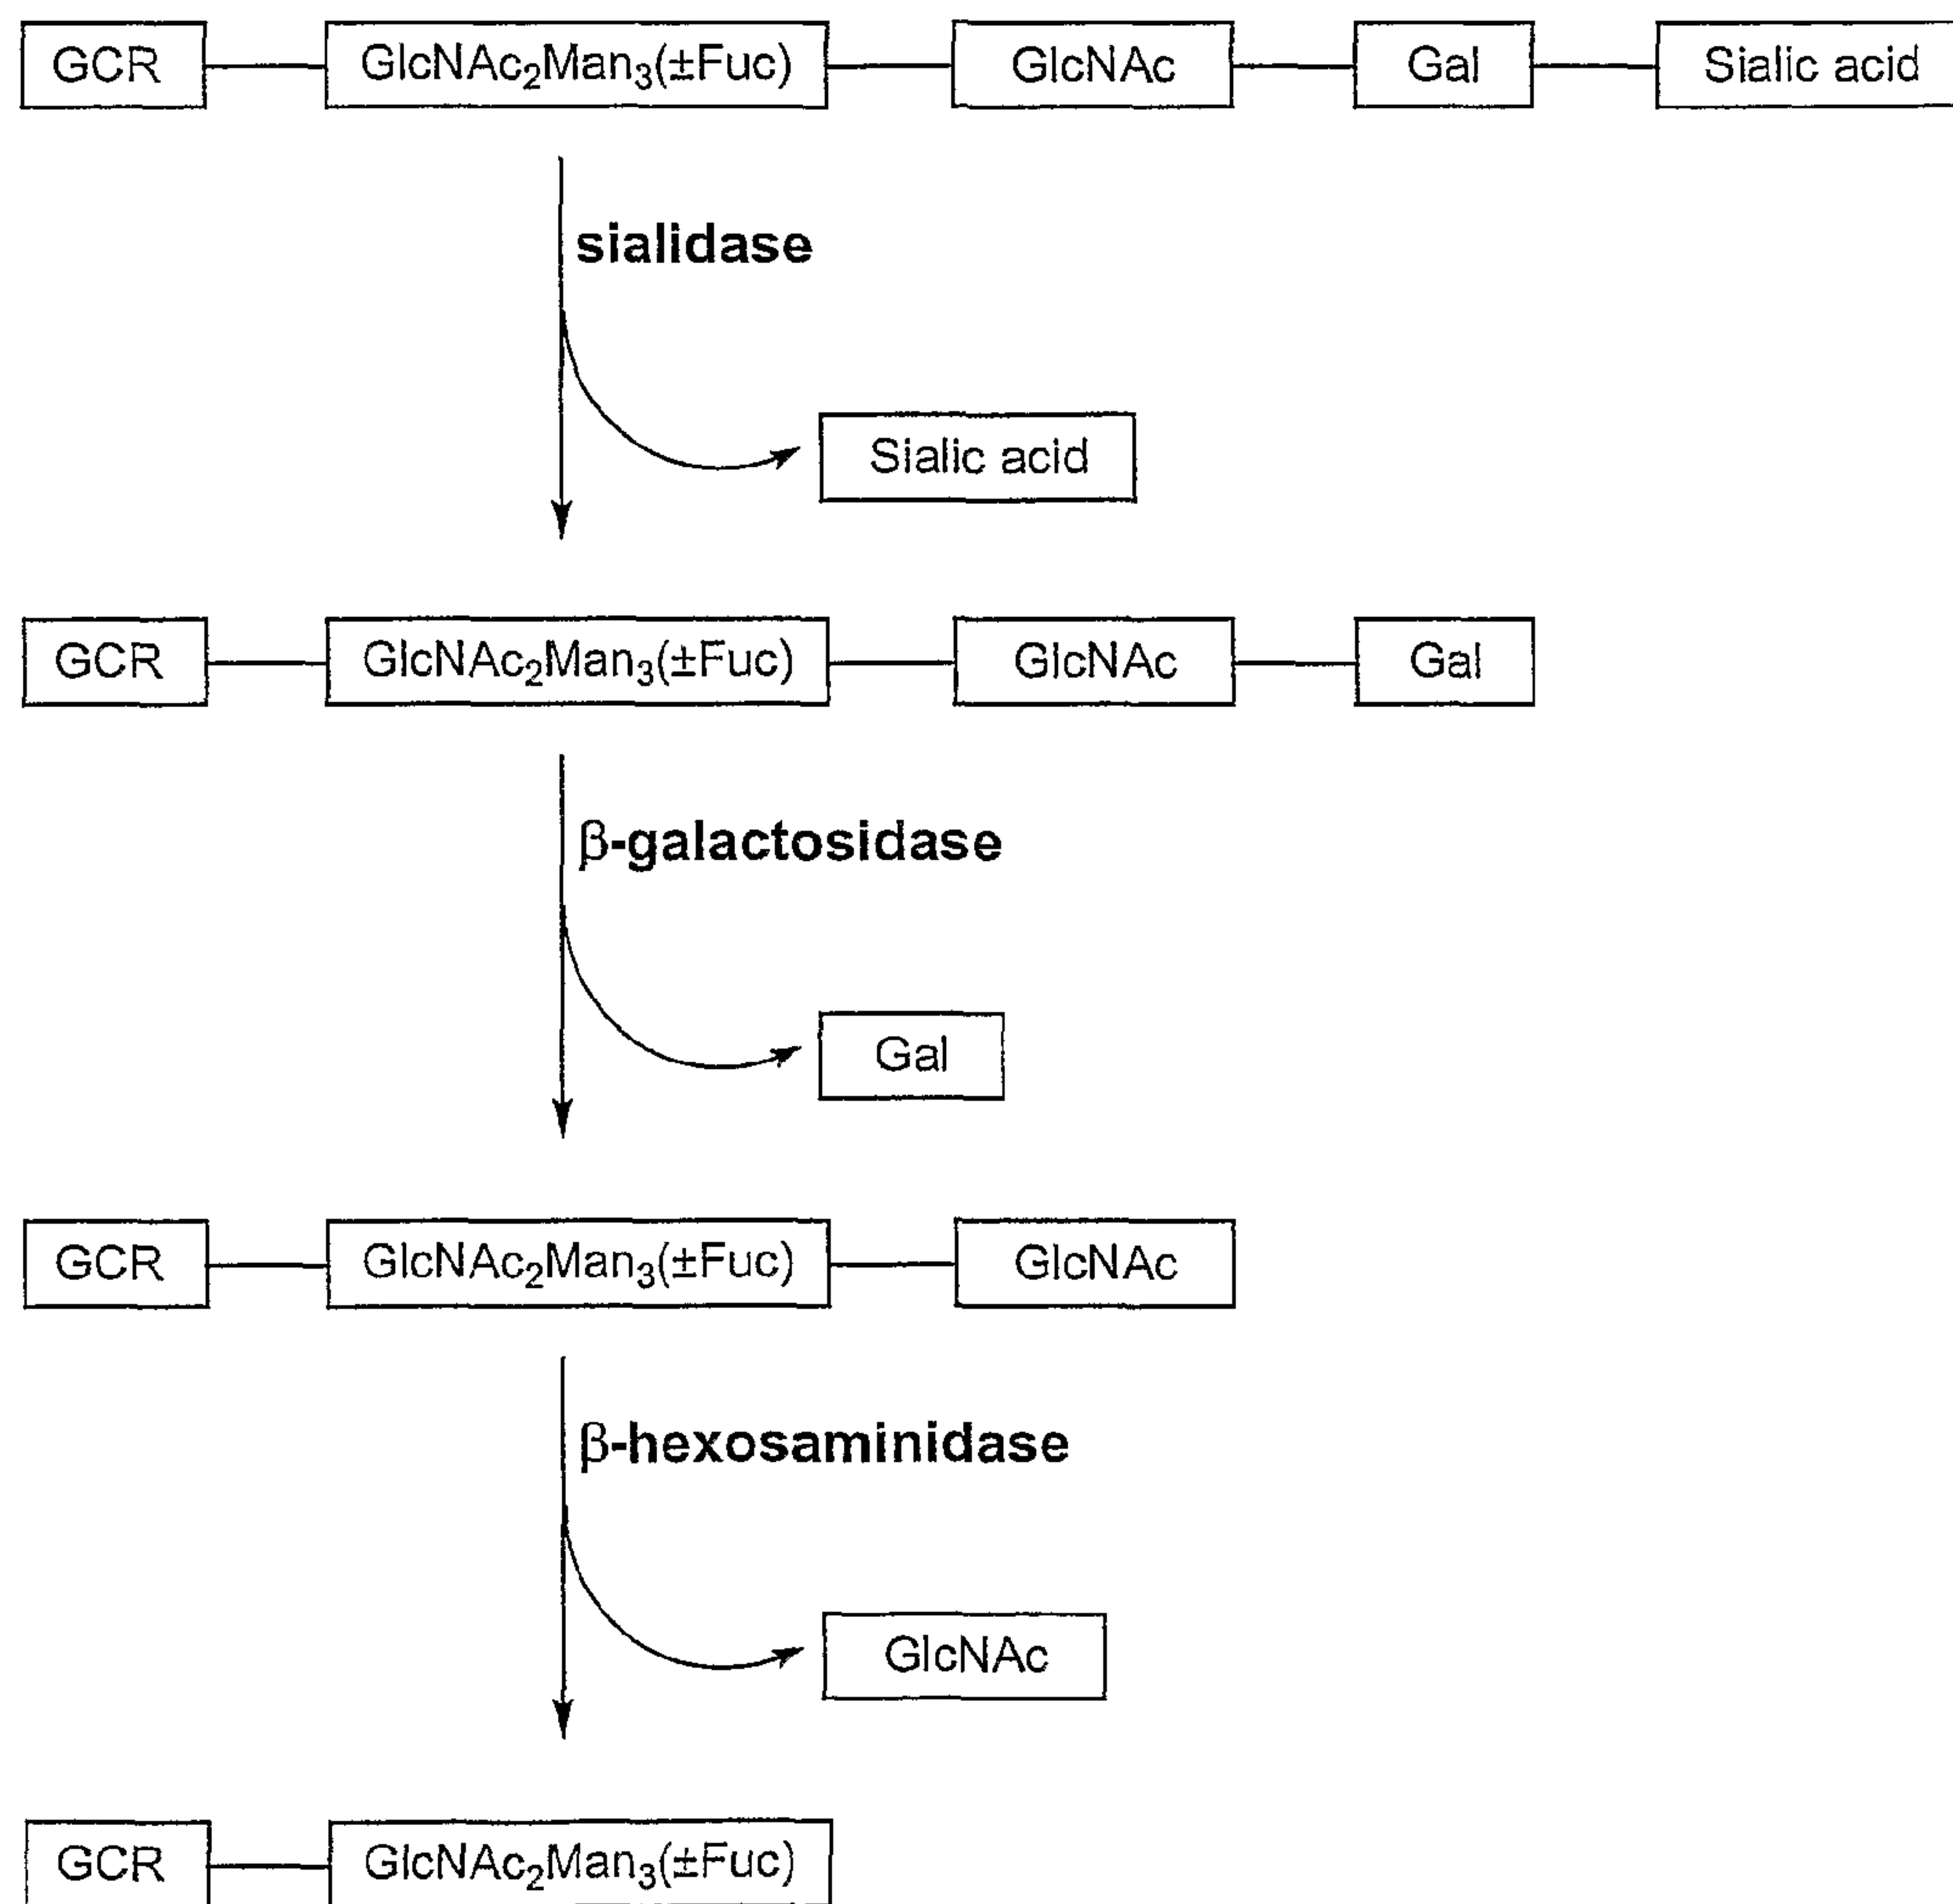 GCR GlcNAc₂Man₃(±Fuc) GlcNAc Gal Sialic acid
sialidase
Sialic acid
GCR GlcNAc₂Man₃(±Fuc) GlcNAc Gal
β-galactosidase
Gal
GCR GlcNAc₂Man₃(±Fuc) GlcNAc
β-hexosaminidase
GlcNAc
GCR GlcNAc₂Man₃(±Fuc)